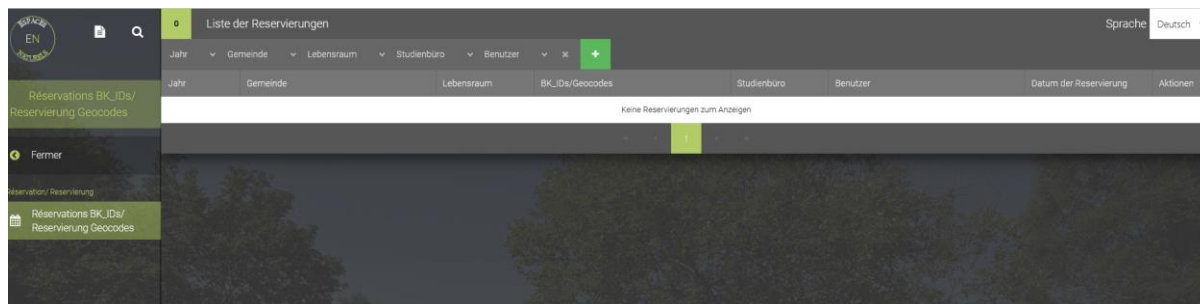 ESPACES
EN
NATURELS
Réservations BK_IDs/
Reservierung Geocodes
Fermer
Réservation/ Reservierung
Réservations BK_IDs/
Reservierung Geocodes
0 Liste der Reservierungen Sprache Deutsch
Jahr Gemeinde Lebensraum Studienbüro Benutzer
Jahr Gemeinde Lebensraum BK_IDs/Geocodes Studienbüro Benutzer Datum der Reservierung Aktionen
Keine Reservierungen zum Anzeigen
1